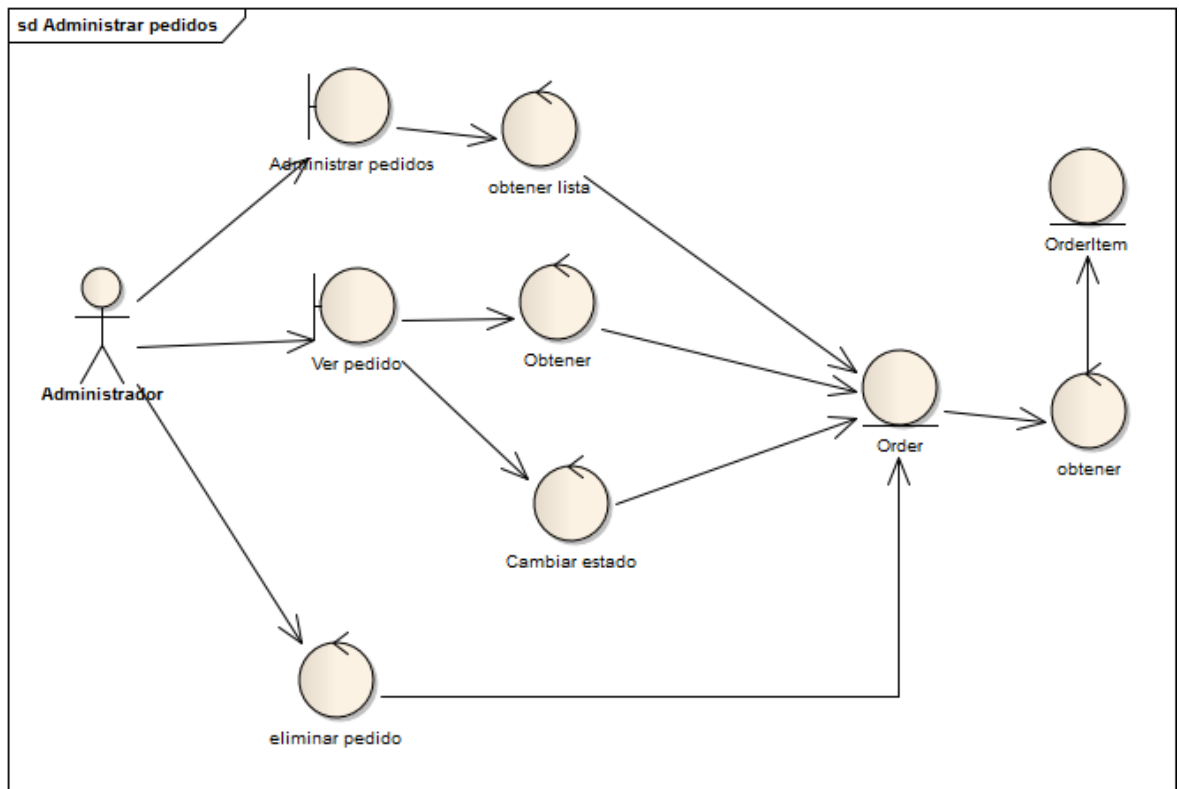 sd Administrar pedidos
Administrar pedidos
obtener lista
OrderItem
Administrador
Ver pedido
Obtener
Order
obtener
Cambiar estado
eliminar pedido